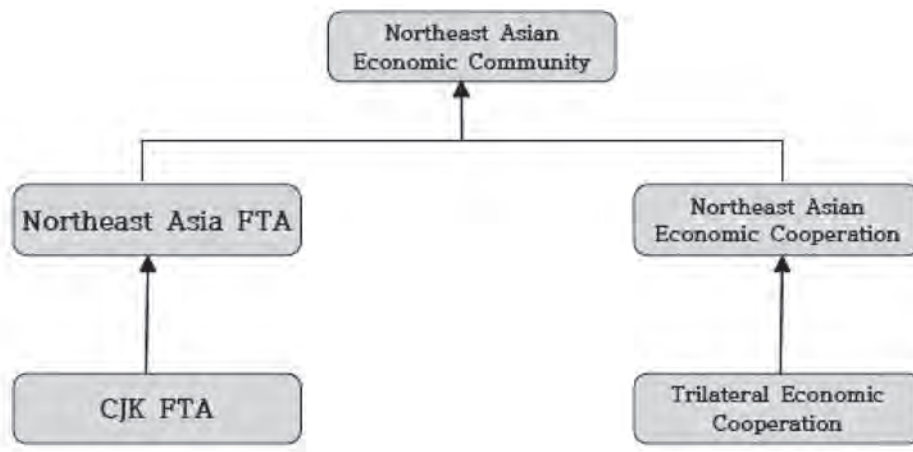 Northeast Asian
Economic Community
Northeast Asia FTA
Northeast Asian
Economic Cooperation
CJK FTA
Trilateral Economic
Cooperation